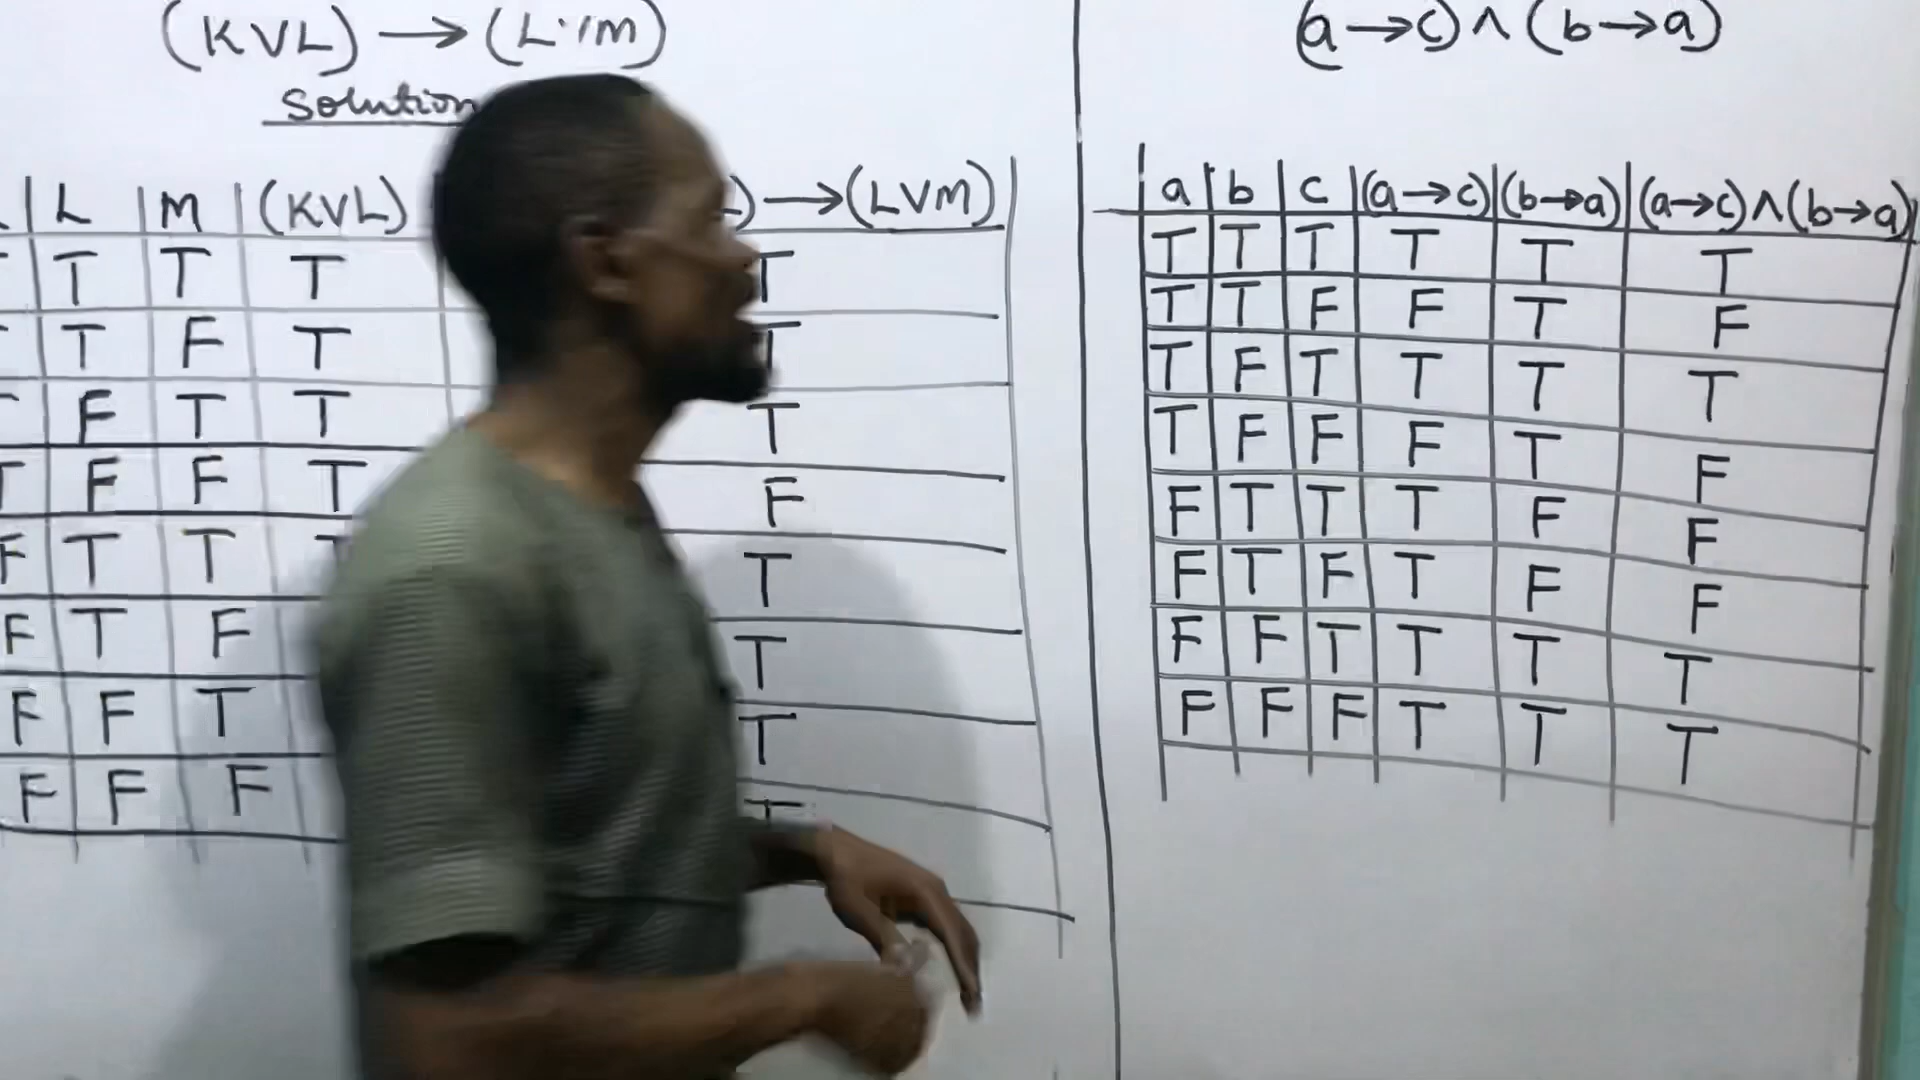 (KVL) → (L M)
Solution
L M (KVL) → (LVM)
T T T T
T F T T
F T T T
T F F T F
F T T T T
F T F T
F F T T
F F F T
(a→c) ∧ (b→a)
a b c (a→c) (b→a) (a→c)∧(b→a)
T T T T T T
T T F F T F
T F T T T T
T F F F T F
F T T T F F
F T F T F F
F F T T T T
F F F T T T